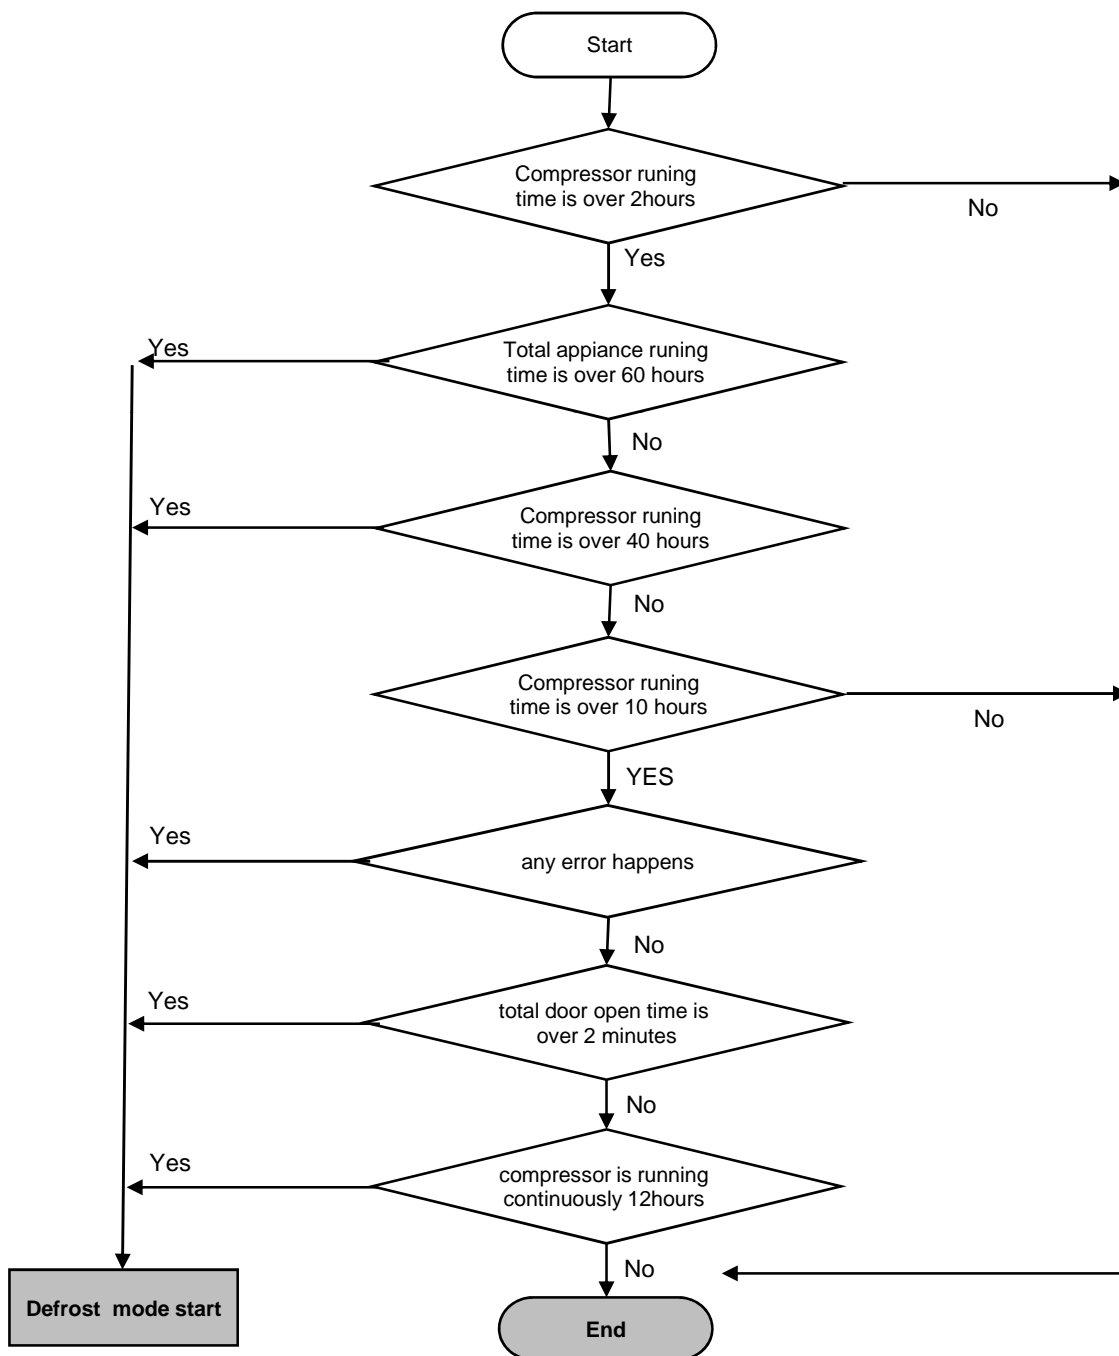 Start
Compressor runing
time is over 2hours
No
Yes
Yes
Total appiance runing
time is over 60 hours
No
Yes
Compressor runing
time is over 40 hours
No
Compressor runing
time is over 10 hours
No
YES
Yes
any error happens
No
Yes
total door open time is
over 2 minutes
No
Yes
compressor is running
continuously 12hours
No
Defrost mode start
End